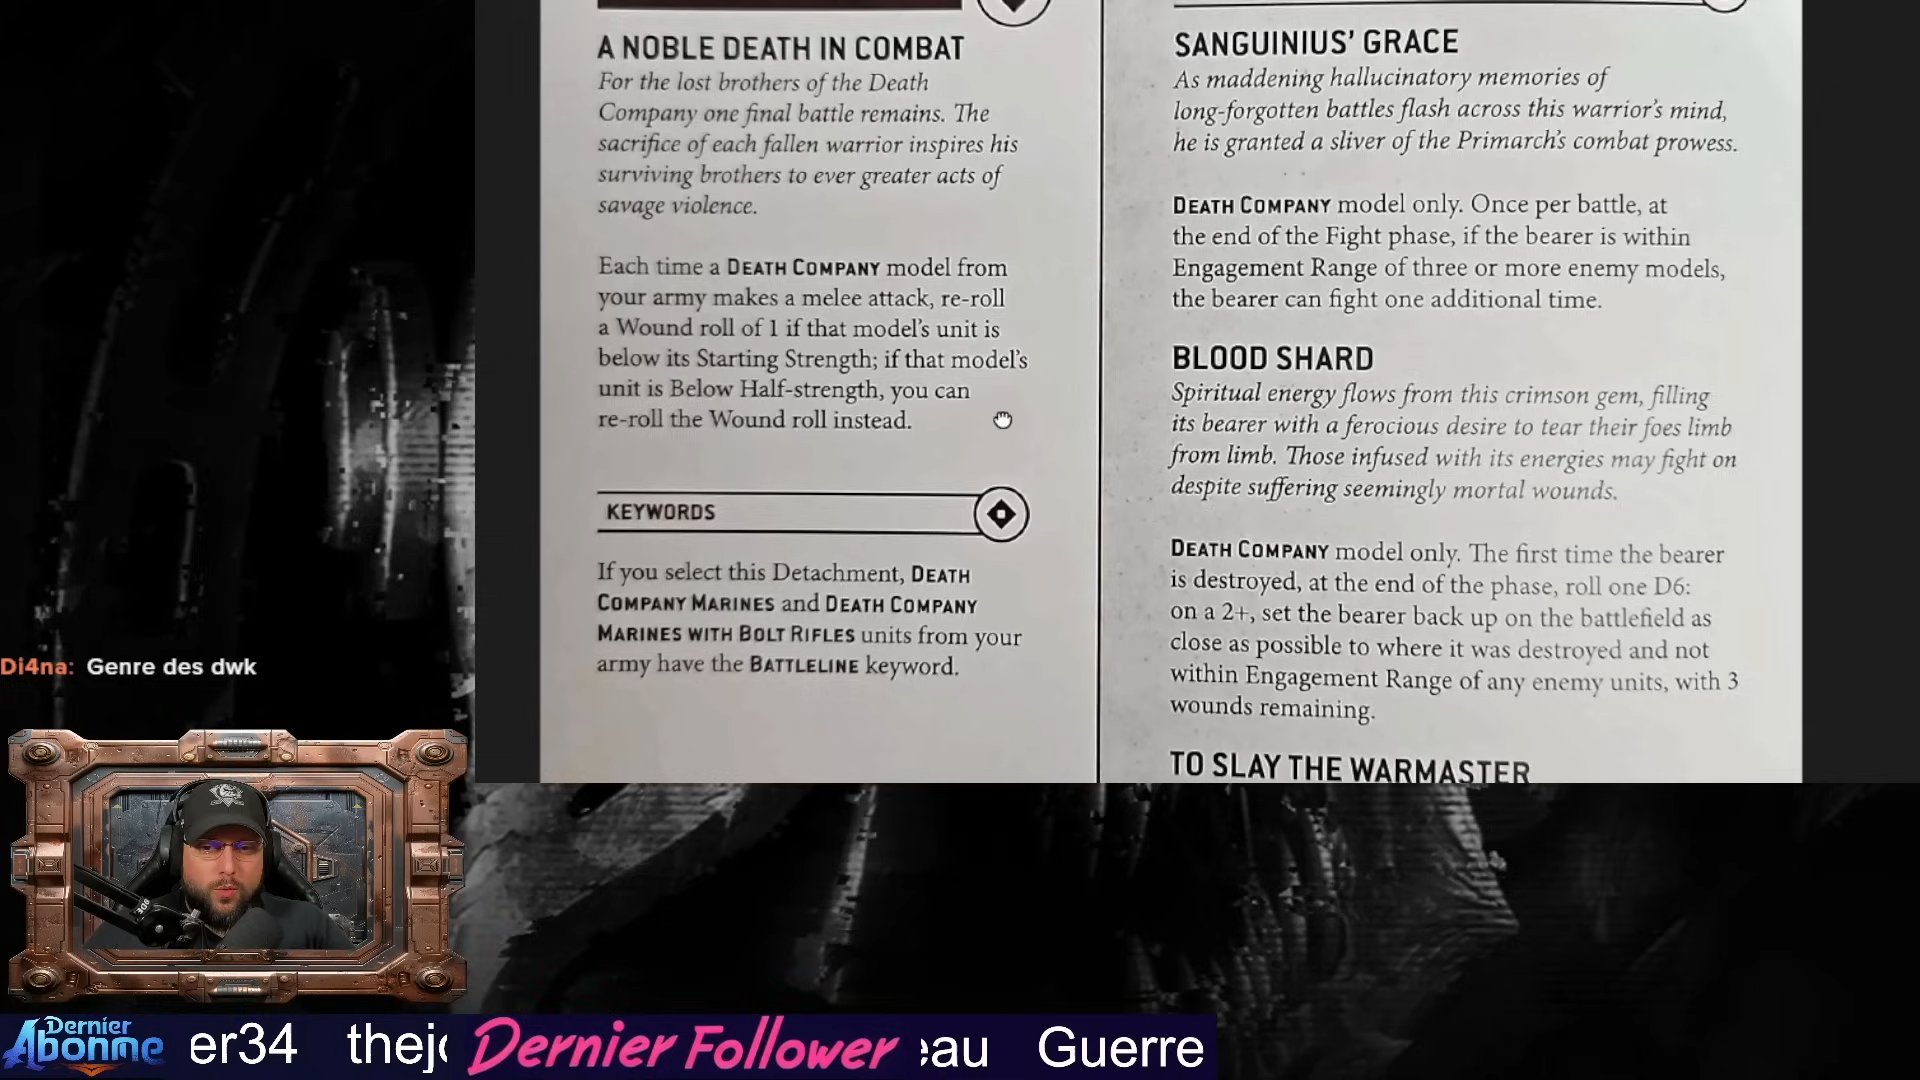 A NOBLE DEATH IN COMBAT
For the lost brothers of the Death
Company one final battle remains. The
sacrifice of each fallen warrior inspires his
surviving brothers to ever greater acts of
savage violence.
Each time a DEATH COMPANY model from
your army makes a melee attack, re-roll
a Wound roll of 1 if that model's unit is
below its Starting Strength; if that model's
unit is Below Half-strength, you can
re-roll the Wound roll instead.
KEYWORDS
If you select this Detachment, DEATH
COMPANY MARINES and DEATH COMPANY
MARINES WITH BOLT RIFLES units from your
army have the BATTLELINE keyword.
SANGUINIUS' GRACE
As maddening hallucinatory memories of
long-forgotten battles flash across this warrior's mind,
he is granted a sliver of the Primarch's combat prowess.
DEATH COMPANY model only. Once per battle, at
the end of the Fight phase, if the bearer is within
Engagement Range of three or more enemy models,
the bearer can fight one additional time.
BLOOD SHARD
Spiritual energy flows from this crimson gem, filling
its bearer with a ferocious desire to tear their foes limb
from limb. Those infused with its energies may fight on
despite suffering seemingly mortal wounds.
DEATH COMPANY model only. The first time the bearer
is destroyed, at the end of the phase, roll one D6:
on a 2+, set the bearer back up on the battlefield as
close as possible to where it was destroyed and not
within Engagement Range of any enemy units, with 3
wounds remaining.
TO SLAY THE WARMASTER
Di4na: Genre des dwk
Dernier
Abonné
er34 thejo
Dernier Follower
eau Guerre